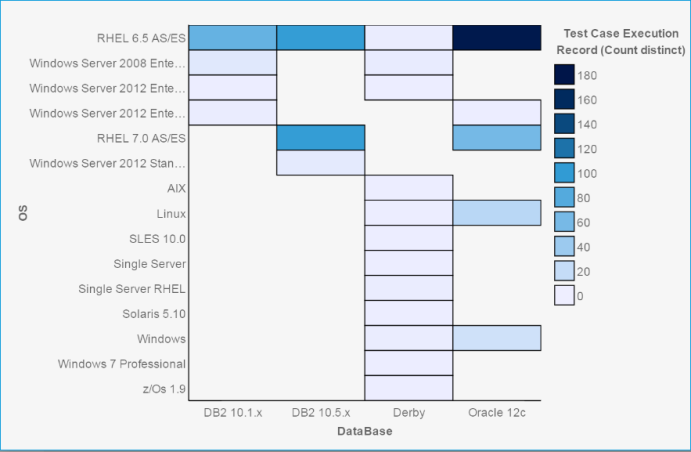 Test Case Execution
Record (Count distinct)
180
160
140
120
100
80
60
40
20
0
OS
RHEL 6.5 AS/ES
Windows Server 2008 Ente...
Windows Server 2012 Ente...
Windows Server 2012 Ente...
RHEL 7.0 AS/ES
Windows Server 2012 Stan...
AIX
Linux
SLES 10.0
Single Server
Single Server RHEL
Solaris 5.10
Windows
Windows 7 Professional
z/Os 1.9
DB2 10.1.x
DB2 10.5.x
Derby
Oracle 12c
DataBase